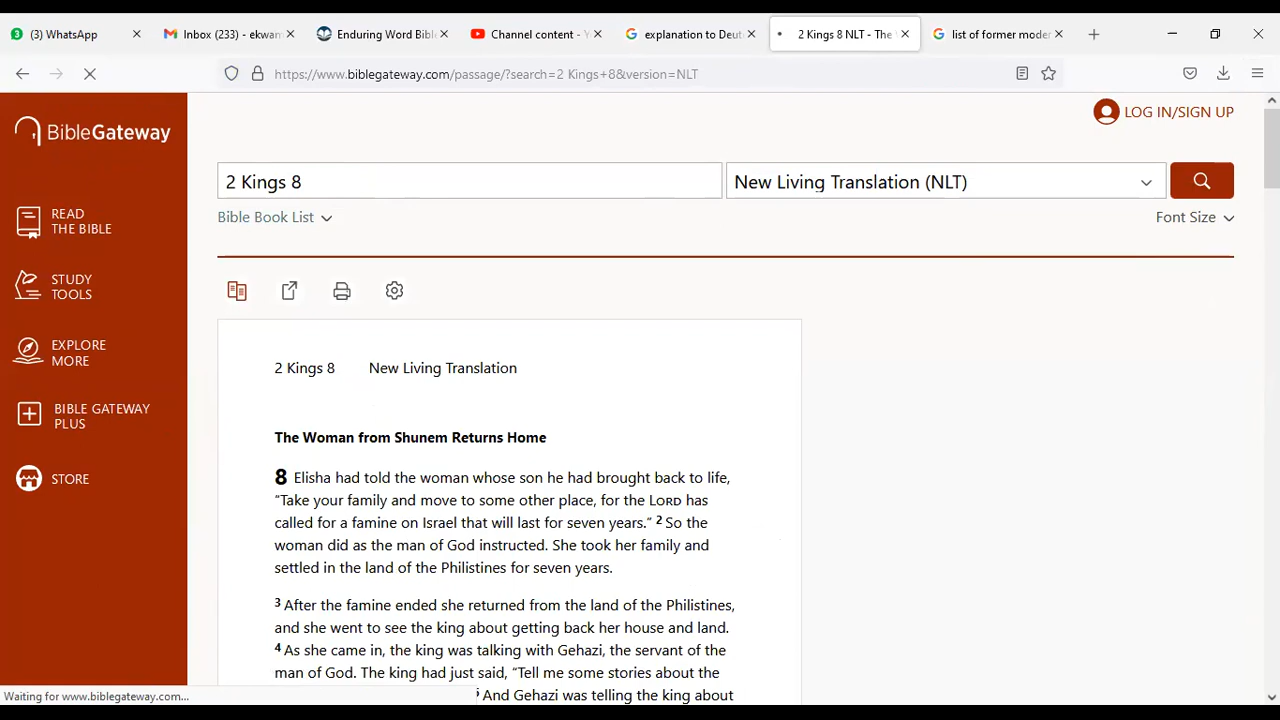 (3) WhatsApp
Inbox (233) - ekwam
Enduring Word Bibl
Channel content - Y
explanation to Deut
2 Kings 8 NLT - The
list of former moder
https://www.biblegateway.com/passage/?search=2 Kings+8&version=NLT
BibleGateway
LOG IN/SIGN UP
2 Kings 8
New Living Translation (NLT)
Bible Book List
Font Size
READ
THE BIBLE
STUDY
TOOLS
EXPLORE
MORE
BIBLE GATEWAY
PLUS
STORE
2 Kings 8 New Living Translation
The Woman from Shunem Returns Home
8 Elisha had told the woman whose son he had brought back to life,
“Take your family and move to some other place, for the LORD has
called for a famine on Israel that will last for seven years.” 2 So the
woman did as the man of God instructed. She took her family and
settled in the land of the Philistines for seven years.
3 After the famine ended she returned from the land of the Philistines,
and she went to see the king about getting back her house and land.
4 As she came in, the king was talking with Gehazi, the servant of the
man of God. The king had just said, “Tell me some stories about the
5 And Gehazi was telling the king about
Waiting for www.biblegateway.com...